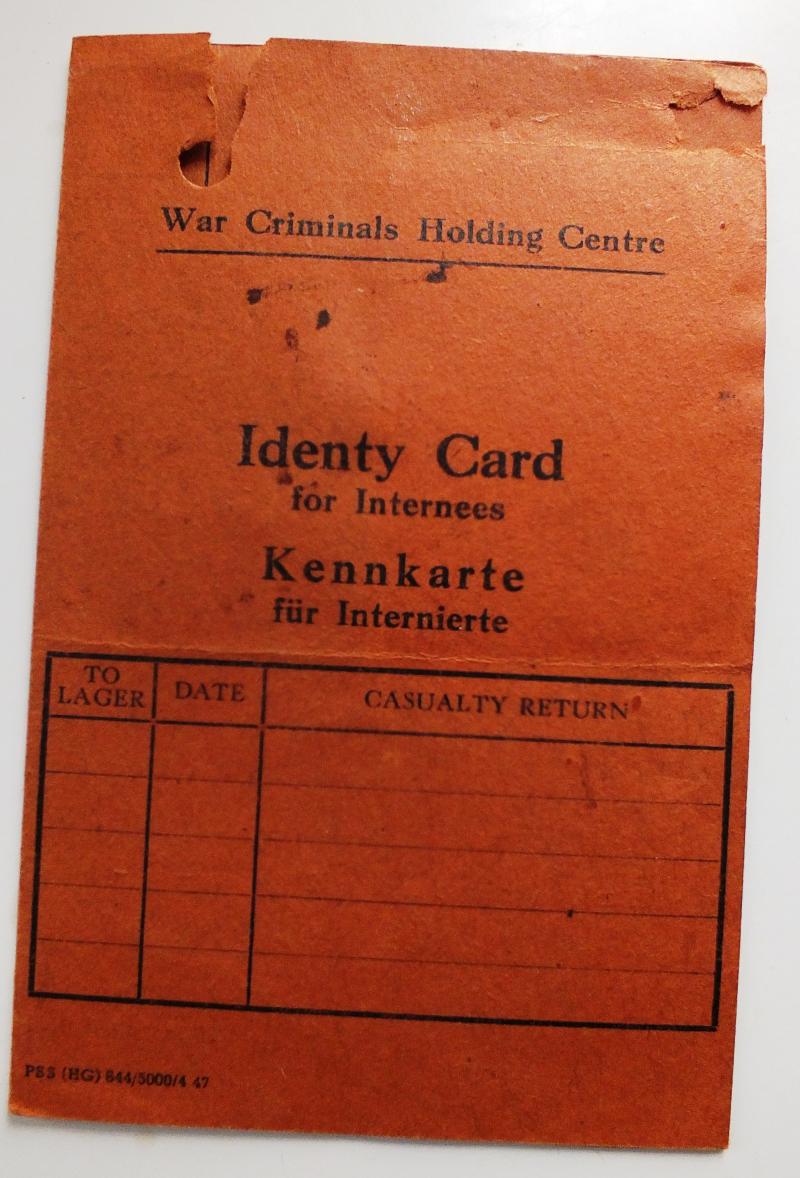 War Criminals Holding Centre
Identy Card
for Internees
Kennkarte
für Internierte
TO LAGER
DATE
CASUALTY RETURN
PSS (HG) 844/5000/4 47